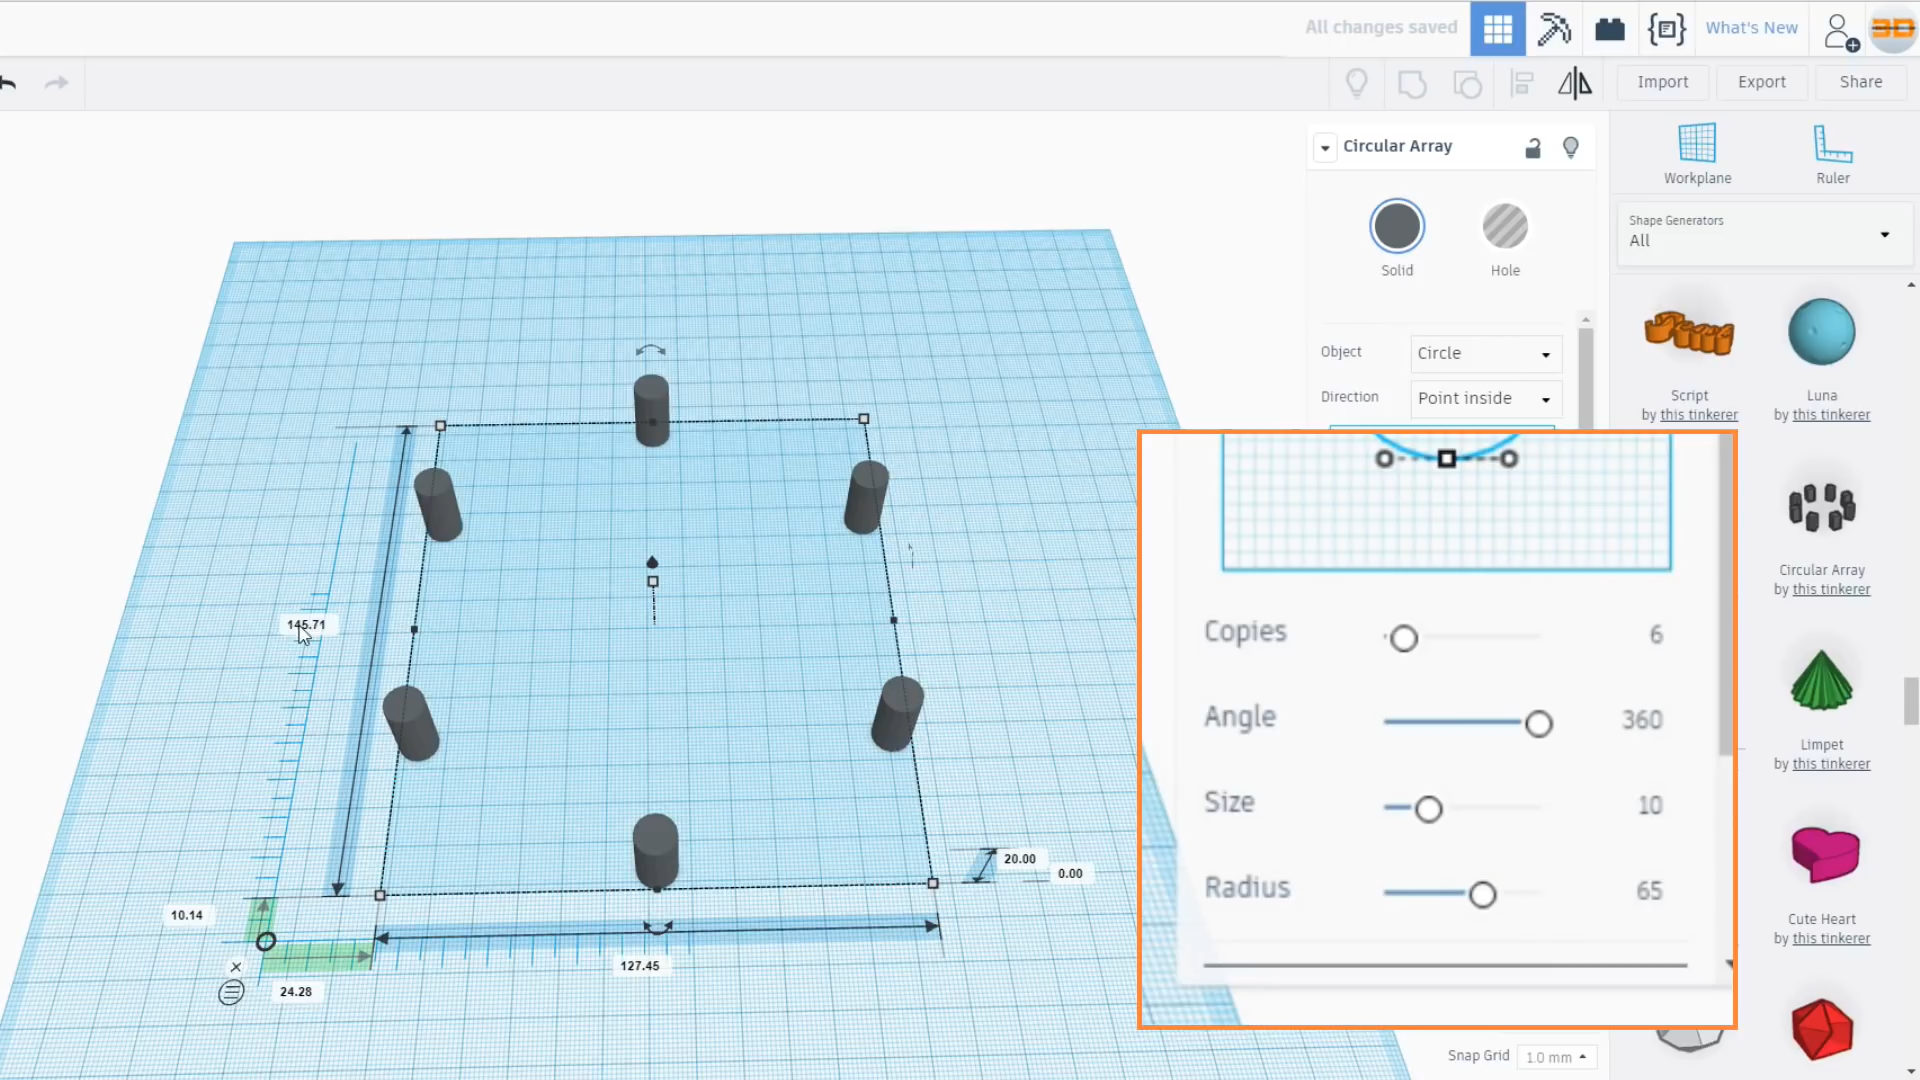 All changes saved
What's New
3D
Import
Export
Share
Circular Array
Workplane
Ruler
Shape Generators
All
Solid
Hole
Object
Circle
Direction
Point inside
Script
by this tinkerer
Luna
by this tinkerer
Circular Array
by this tinkerer
Limpet
by this tinkerer
Cute Heart
by this tinkerer
Copies
6
Angle
360
Size
10
Radius
65
145.71
20.00
0.00
10.14
127.45
24.28
Snap Grid
1.0 mm